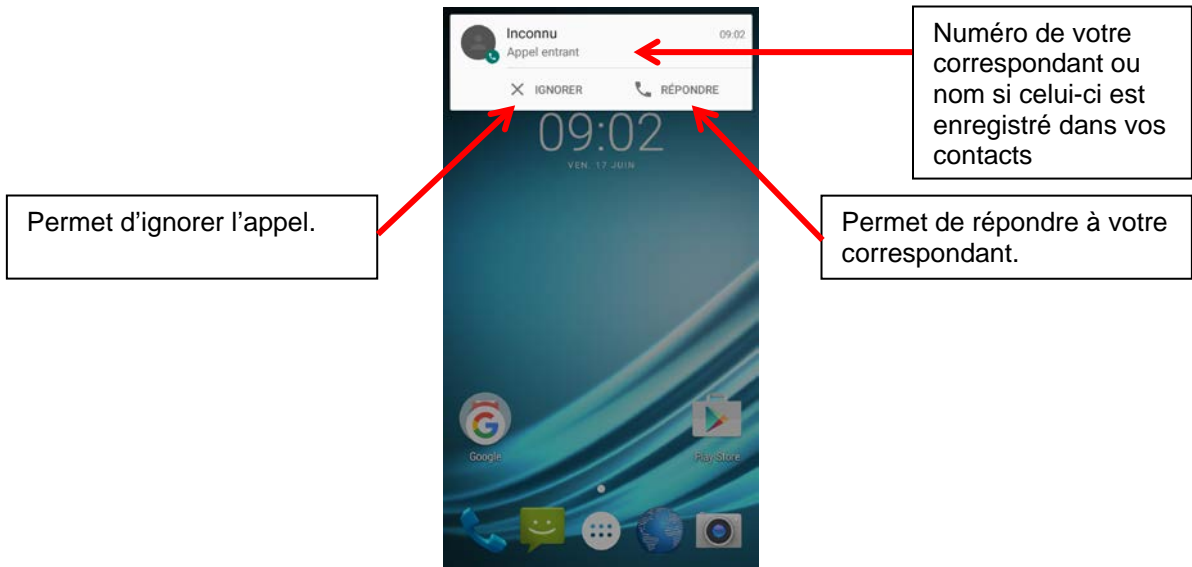 Inconnu 09:02
Appel entrant
IGNORER RÉPONDRE
09:02
VEN. 17 JUIN
Google Play Store
Numéro de votre
correspondant ou
nom si celui-ci est
enregistré dans vos
contacts
Permet d’ignorer l’appel.
Permet de répondre à votre
correspondant.